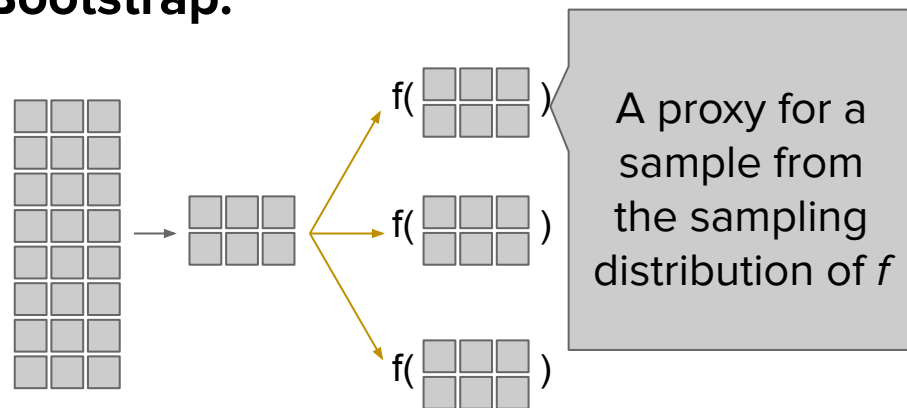 Bootstrap:
f(
)
A proxy for a
sample from
the sampling
distribution of f
f(
)
f(
)